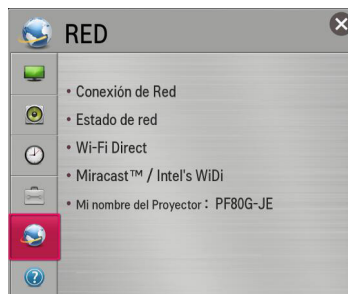 RED
• Conexión de Red
• Estado de red
• Wi-Fi Direct
• Miracast™ / Intel's WiDi
• Mi nombre del Proyector : PF80G-JE